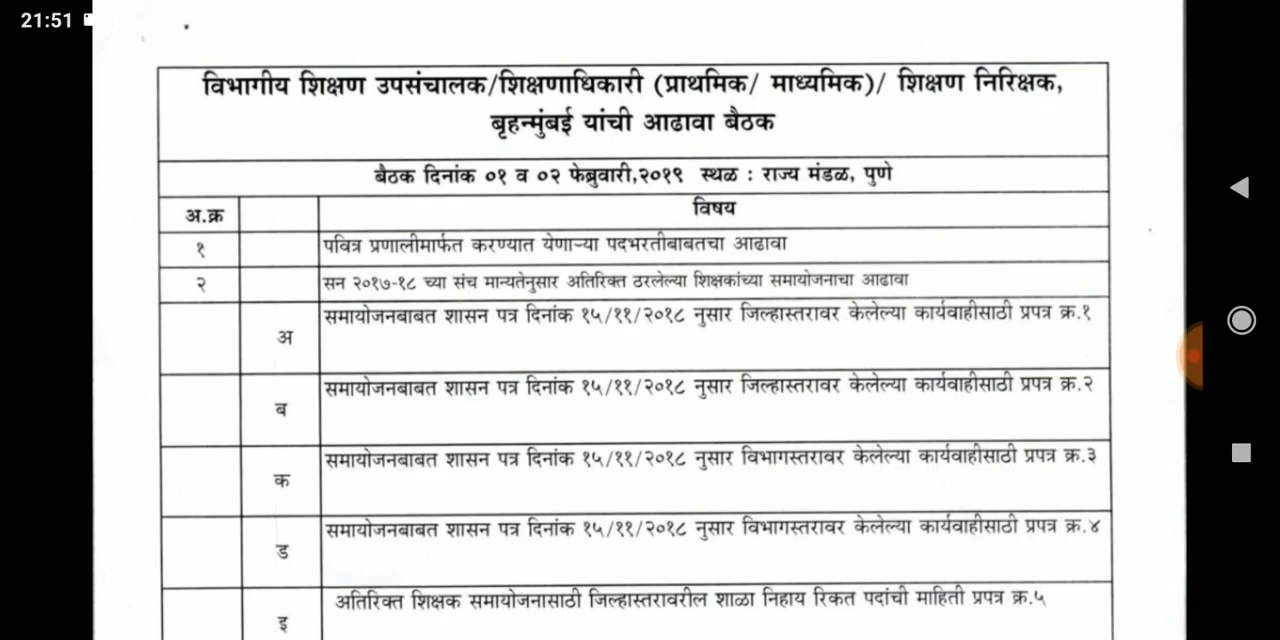 21:51
विभागीय शिक्षण उपसंचालक/शिक्षणाधिकारी (प्राथमिक/ माध्यमिक)/ शिक्षण निरिक्षक,
बृहन्मुंबई यांची आढावा बैठक
बैठक दिनांक ०१ व ०२ फेब्रुवारी,२०१९ स्थळ : राज्य मंडळ, पुणे
अ.क्र विषय
१ पवित्र प्रणालीमार्फत करण्यात येणाऱ्या पदभरतीबाबतचा आढावा
२ सन २०१७-१८ च्या संच मान्यतेनुसार अतिरिक्त ठरलेल्या शिक्षकांच्या समायोजनाचा आढावा
अ समायोजनबाबत शासन पत्र दिनांक १५/११/२०१८ नुसार जिल्हास्तरावर केलेल्या कार्यवाहीसाठी प्रपत्र क्र.१
ब समायोजनबाबत शासन पत्र दिनांक १५/११/२०१८ नुसार जिल्हास्तरावर केलेल्या कार्यवाहीसाठी प्रपत्र क्र.२
क समायोजनबाबत शासन पत्र दिनांक १५/११/२०१८ नुसार विभागस्तरावर केलेल्या कार्यवाहीसाठी प्रपत्र क्र.३
ड समायोजनबाबत शासन पत्र दिनांक १५/११/२०१८ नुसार विभागस्तरावर केलेल्या कार्यवाहीसाठी प्रपत्र क्र.४
इ अतिरिक्त शिक्षक समायोजनासाठी जिल्हास्तरावरील शाळा निहाय रिकत पदांची माहिती प्रपत्र क्र.५